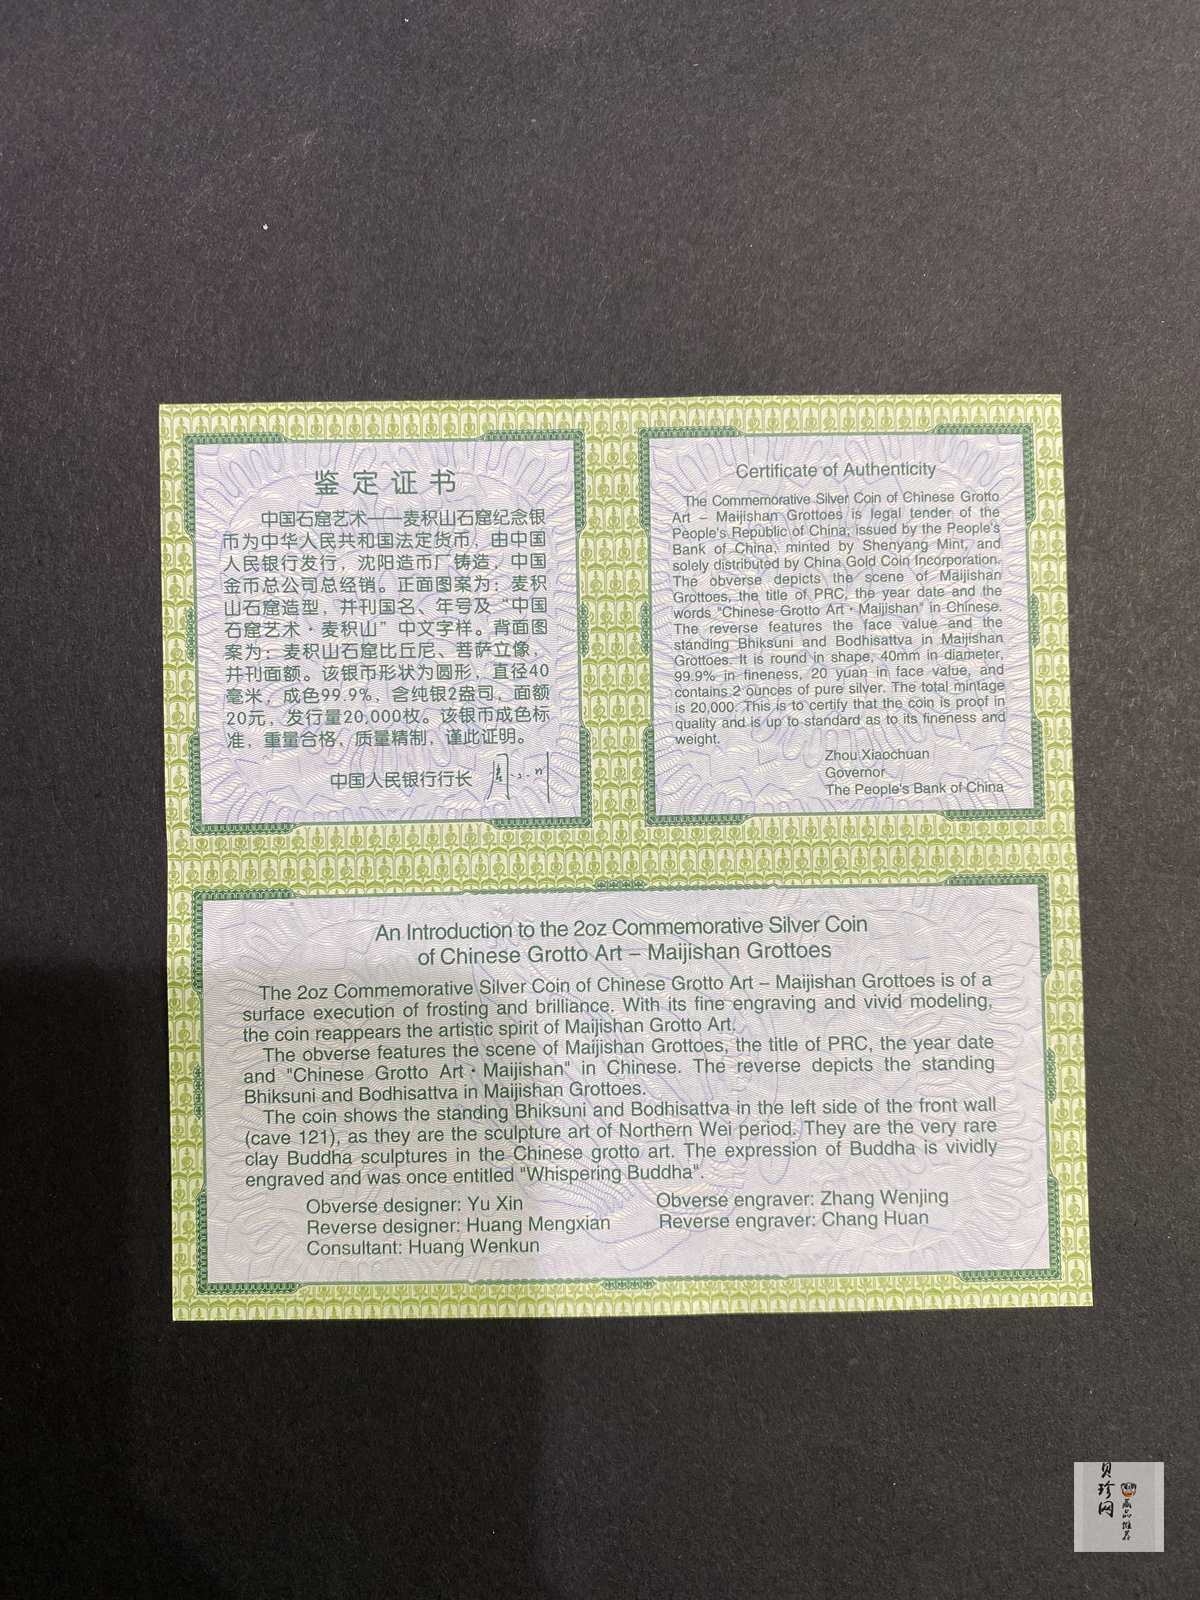 鉴定证书
中国石窟艺术——麦积山石窟纪念银
币为中华人民共和国法定货币，由中国
人民银行发行，沈阳造币厂铸造，中国
金币总公司总经销。正面图案为：麦积
山石窟造型，并刊国名、年号及“中国
石窟艺术·麦积山”中文字样。背面图
案为：麦积山石窟比丘尼、菩萨立像，
并刊面额。该银币形状为圆形，直径40
毫米，成色99.9%，含纯银2盎司，面额
20元，发行量20,000枚。该银币成色标
准，重量合格，质量精制，谨此证明。
中国人民银行行长
Certificate of Authenticity
The Commemorative Silver Coin of Chinese Grotto
Art – Maijishan Grottoes is legal tender of the
People's Republic of China, issued by the People's
Bank of China, minted by Shenyang Mint, and
solely distributed by China Gold Coin Incorporation.
The obverse depicts the scene of Maijishan
Grottoes, the title of PRC, the year date and the
words "Chinese Grotto Art · Maijishan" in Chinese.
The reverse features the face value and the
standing Bhiksuni and Bodhisattva in Maijishan
Grottoes. It is round in shape, 40mm in diameter,
99.9% in fineness, 20 yuan in face value, and
contains 2 ounces of pure silver. The total mintage
is 20,000. This is to certify that the coin is proof in
quality and is up to standard as to its fineness and
weight.
Zhou Xiaochuan
Governor
The People's Bank of China
An Introduction to the 2oz Commemorative Silver Coin
of Chinese Grotto Art – Maijishan Grottoes
The 2oz Commemorative Silver Coin of Chinese Grotto Art – Maijishan Grottoes is of a
surface execution of frosting and brilliance. With its fine engraving and vivid modeling,
the coin reappears the artistic spirit of Maijishan Grotto Art.
The obverse features the scene of Maijishan Grottoes, the title of PRC, the year date
and "Chinese Grotto Art · Maijishan" in Chinese. The reverse depicts the standing
Bhiksuni and Bodhisattva in Maijishan Grottoes.
The coin shows the standing Bhiksuni and Bodhisattva in the left side of the front wall
(cave 121), as they are the sculpture art of Northern Wei period. They are the very rare
clay Buddha sculptures in the Chinese grotto art. The expression of Buddha is vividly
engraved and was once entitled "Whispering Buddha".
Obverse designer: Yu Xin
Obverse engraver: Zhang Wenjing
Reverse designer: Huang Mengxian
Reverse engraver: Chang Huan
Consultant: Huang Wenkun
贝珍网
藏品推荐